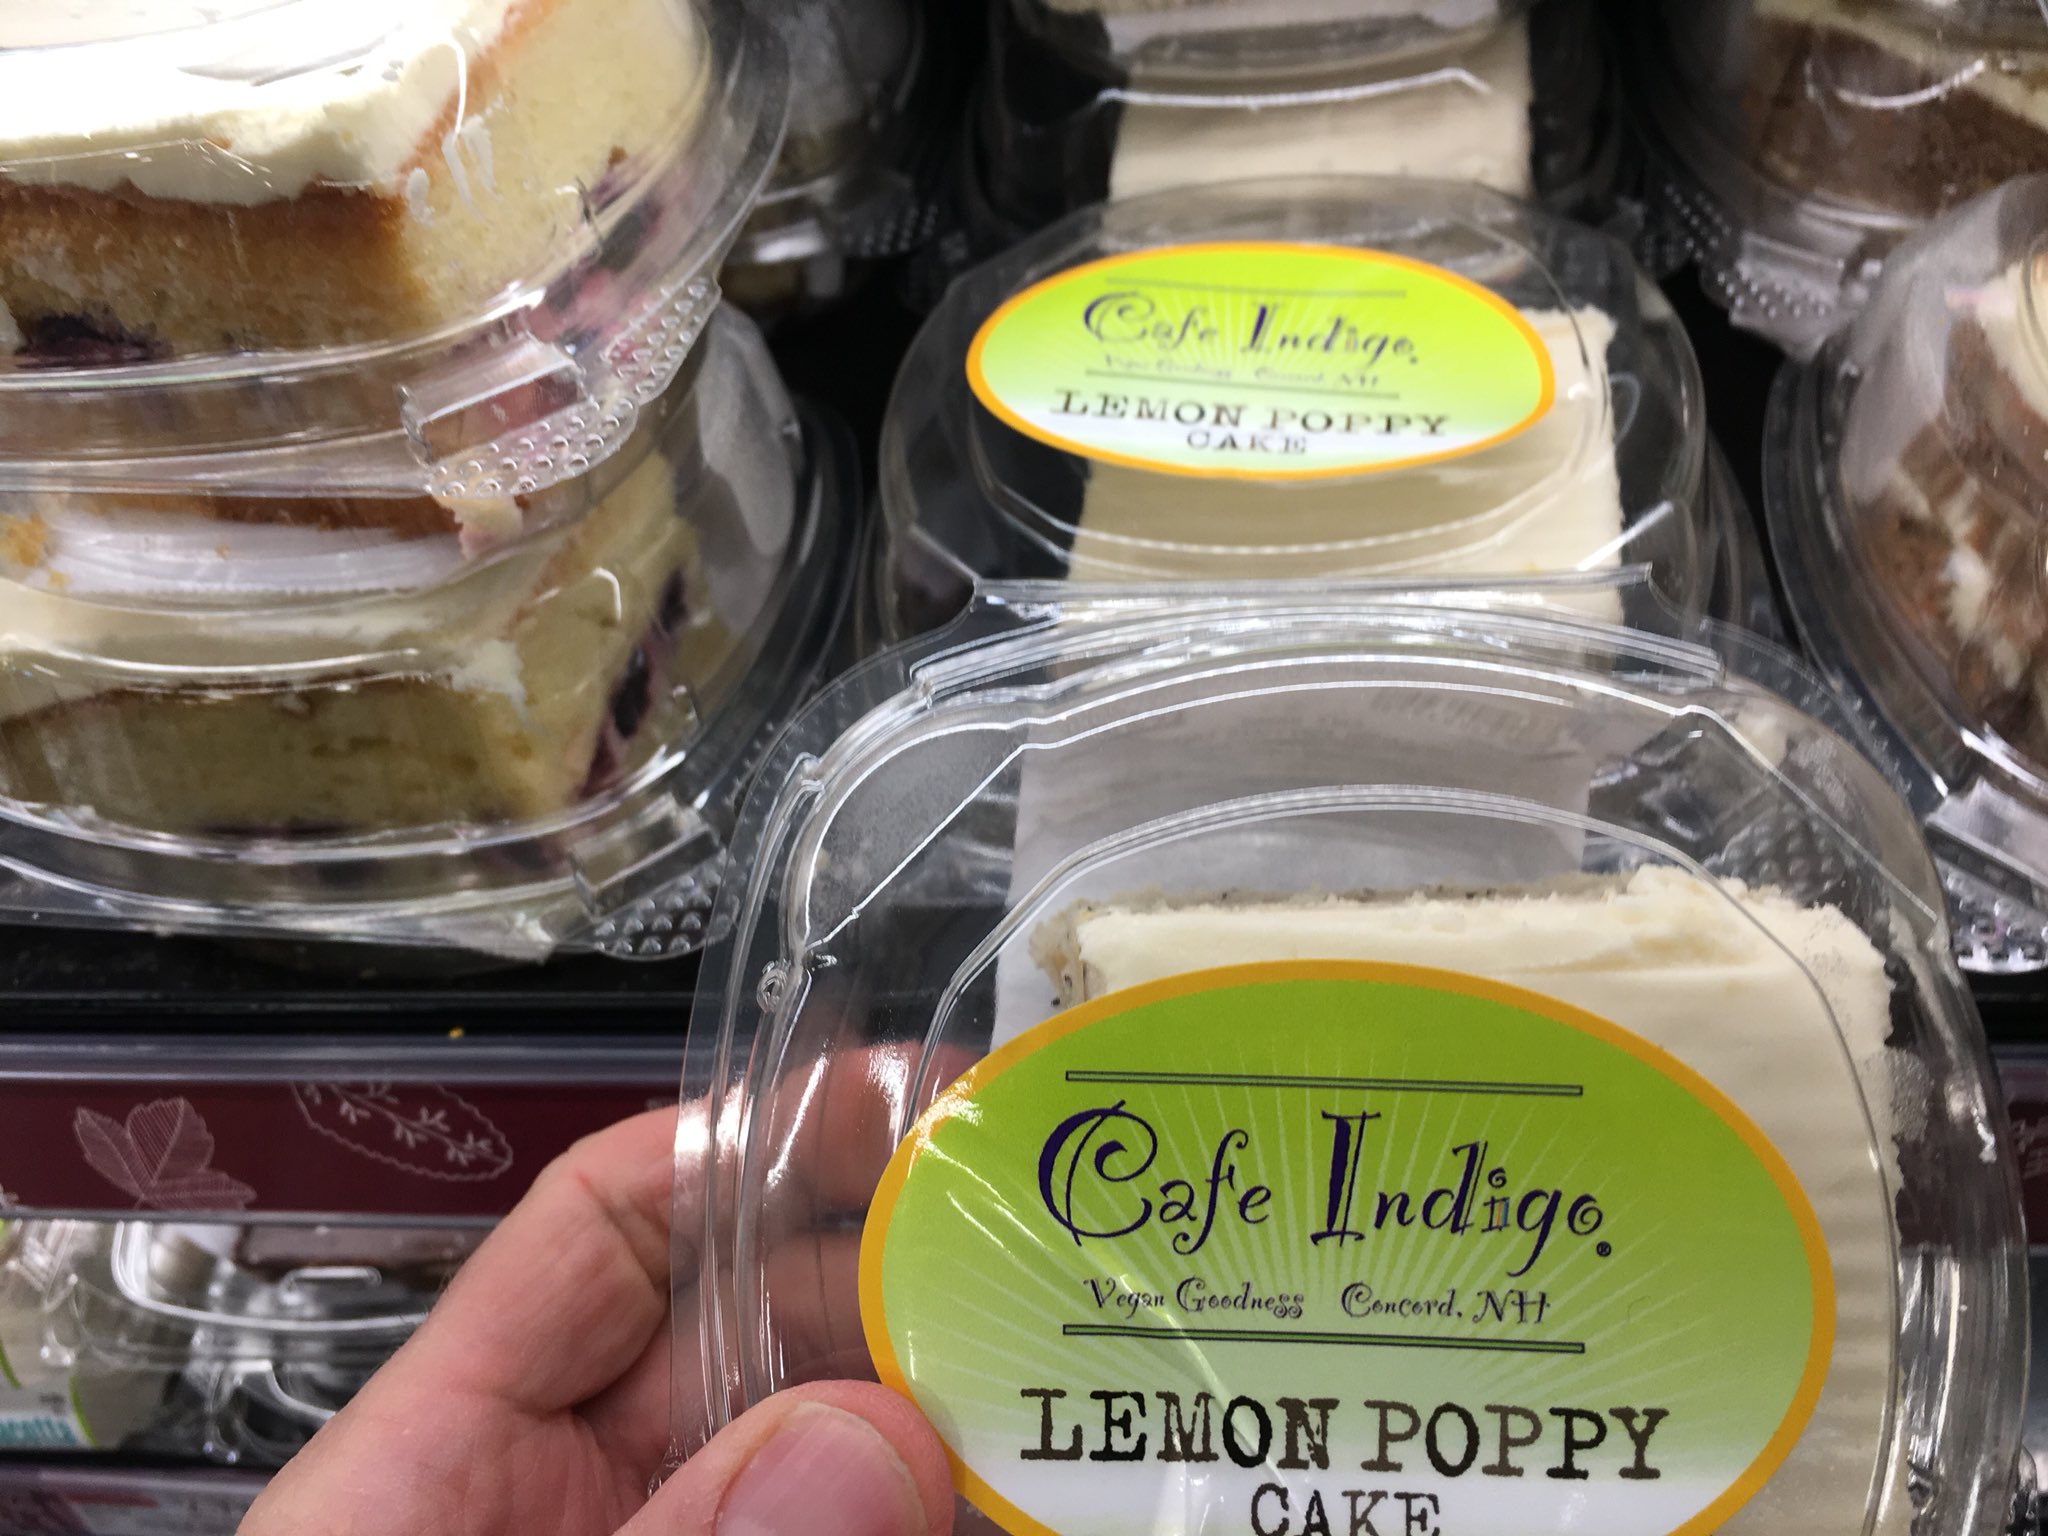 Cafe Indigo
Vegan Goodness Concord, NH
LEMON POPPY
CAKE
Cafe Indigo®
Vegan Goodness Concord, NH
LEMON POPPY
CAKE